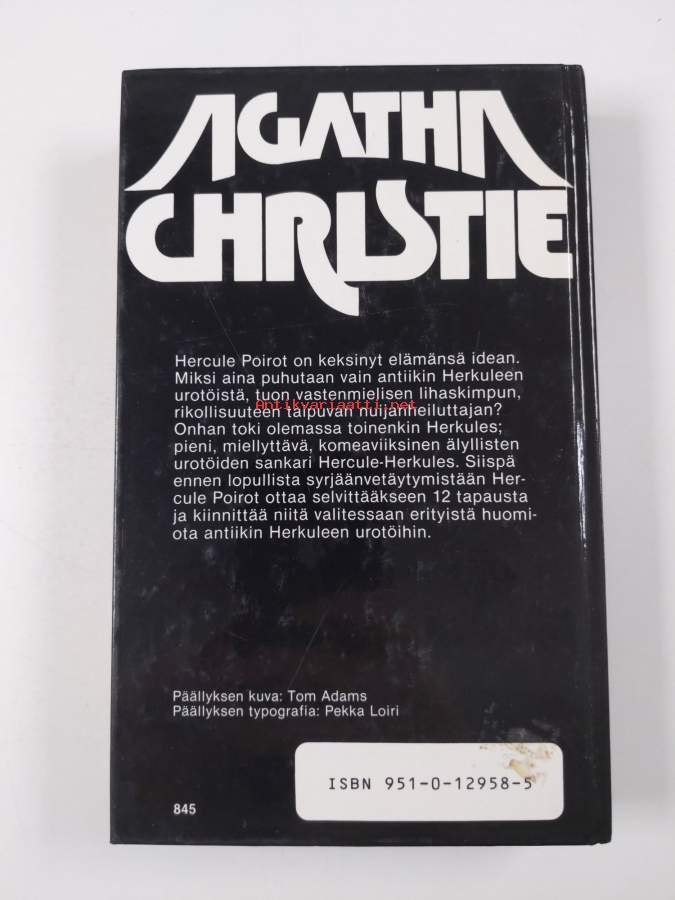 AGATHA
CHRISTIE
Hercule Poirot on keksinyt elämänsä idean.
Miksi aina puhutaan vain antiikin Herkuleen
urotöistä, tuon vastenmielisen lihaskimpun,
Antikvariaatti.net
rikollisuuteen taipuvan nuijanheiluttajan?
Onhan toki olemassa toinenkin Herkules;
pieni, miellyttävä, komeaviiksinen älyllisten
urotöiden sankari Hercule-Herkules. Siispä
ennen lopullista syrjäänvetäytymistään Her-
cule Poirot ottaa selvittääkseen 12 tapausta
ja kiinnittää niitä valitessaan erityistä huomi-
ota antiikin Herkuleen urotöihin.
Päällyksen kuva: Tom Adams
Päällyksen typografia: Pekka Loiri
ISBN 951-0-12958-5
845